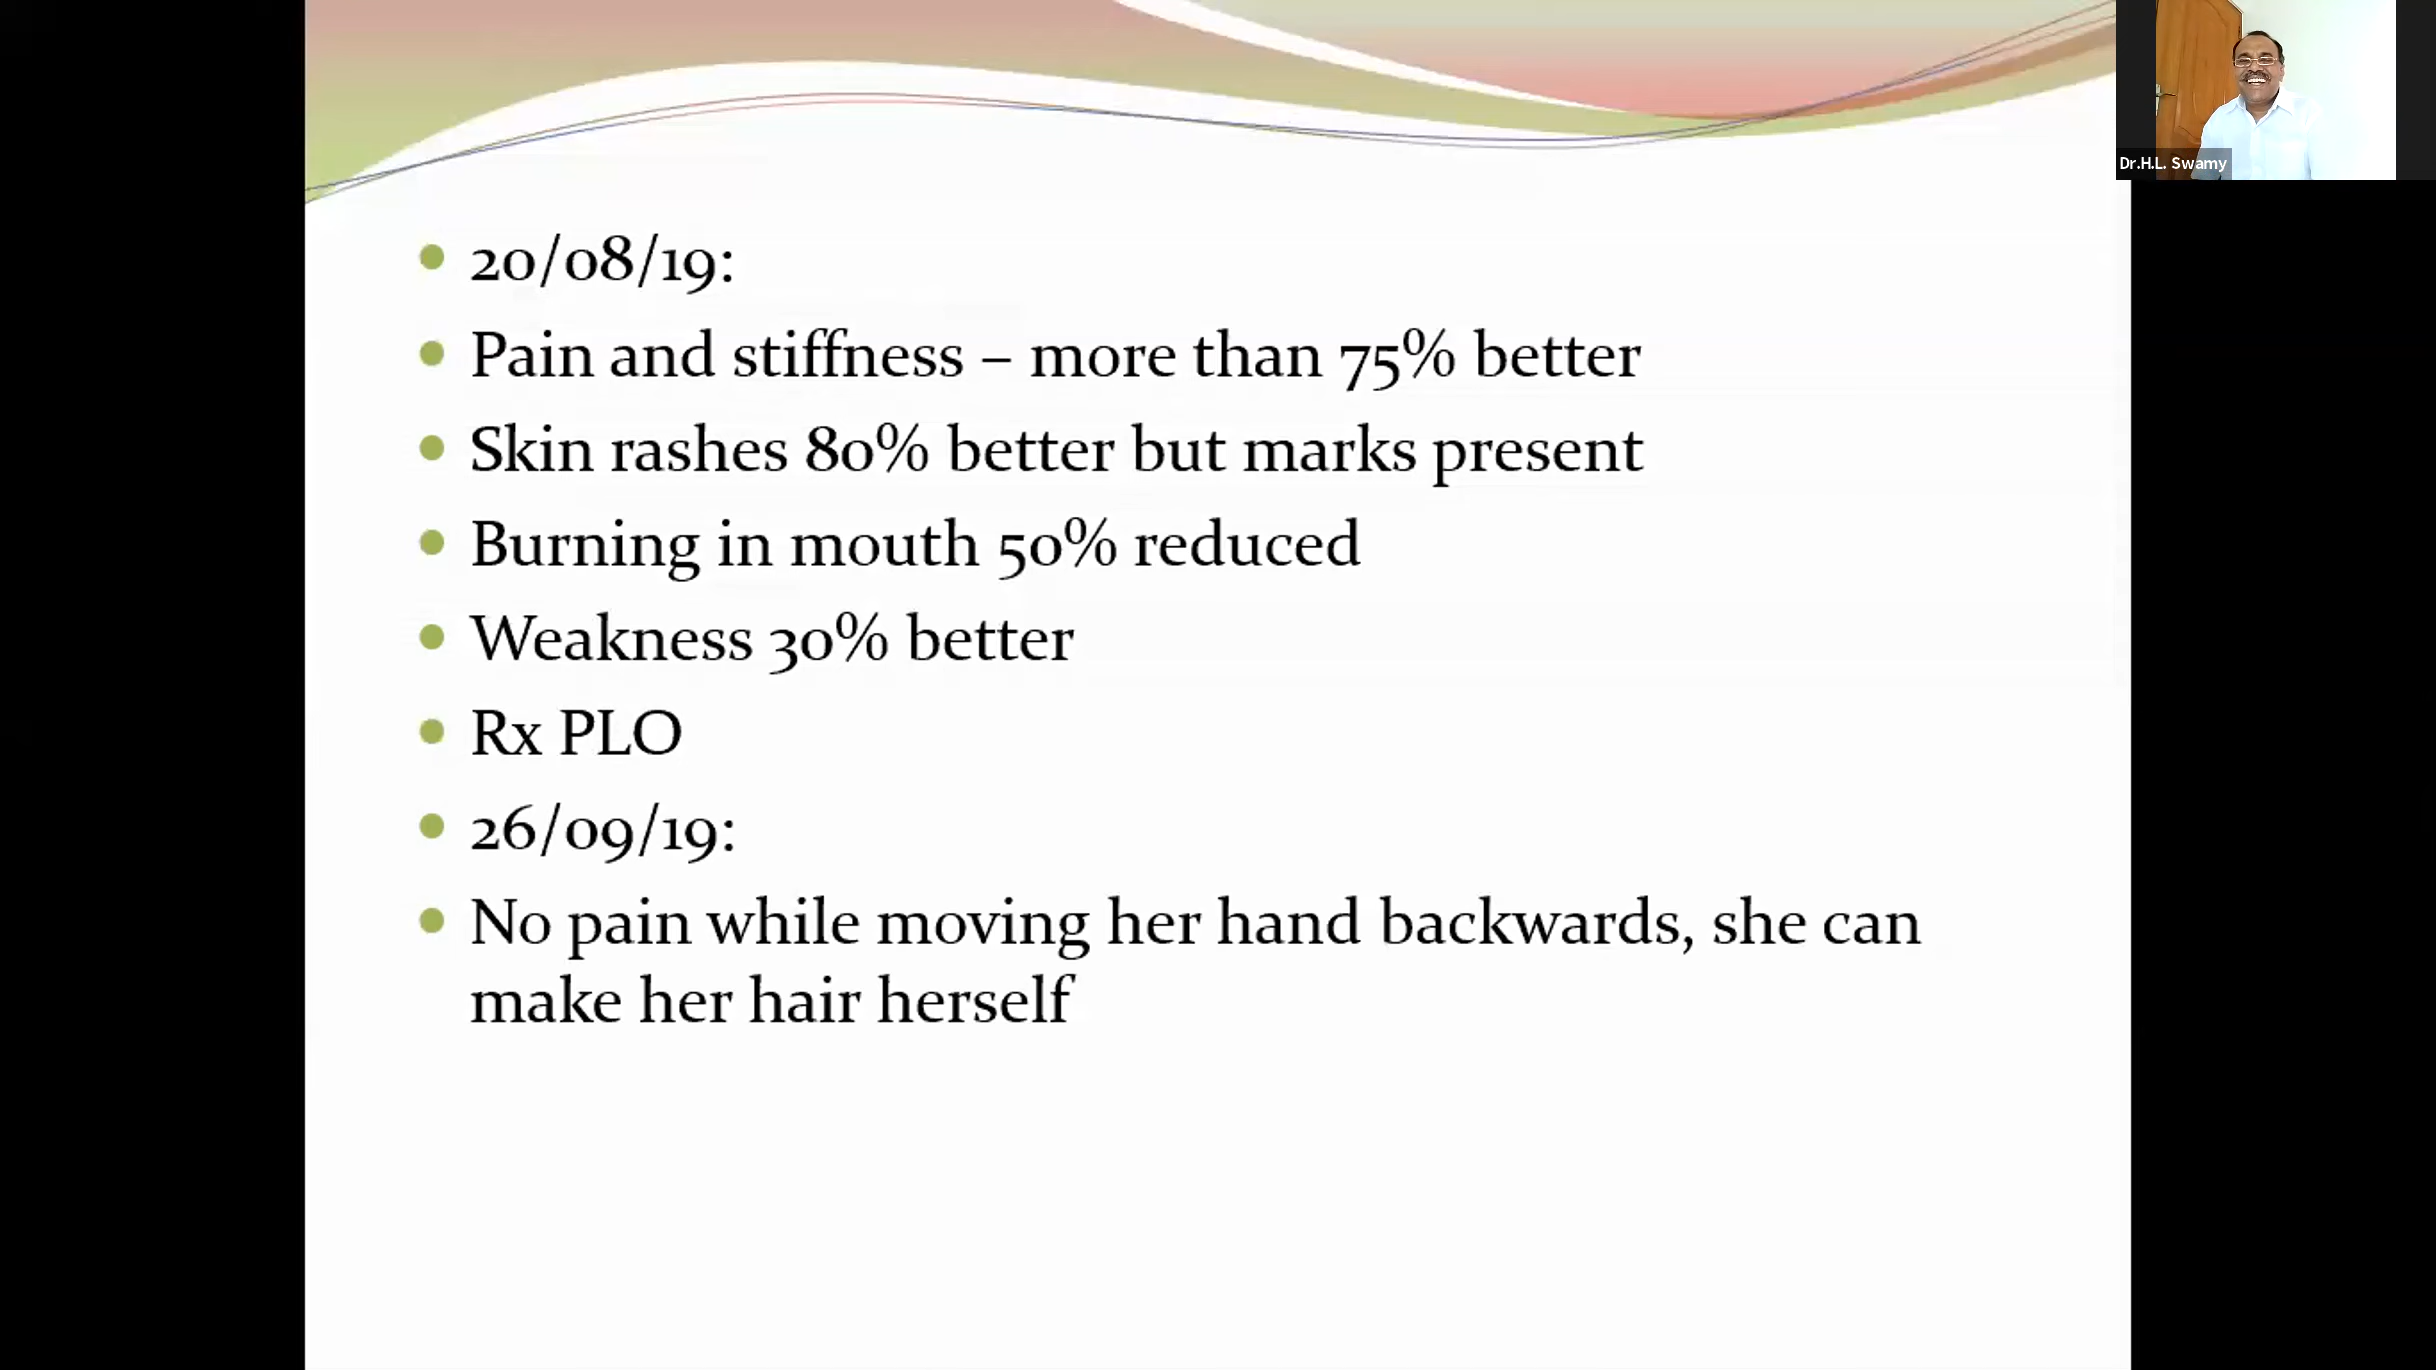 Dr.H.L. Swamy
20/08/19:
Pain and stiffness – more than 75% better
Skin rashes 80% better but marks present
Burning in mouth 50% reduced
Weakness 30% better
Rx PLO
26/09/19:
No pain while moving her hand backwards, she can
make her hair herself